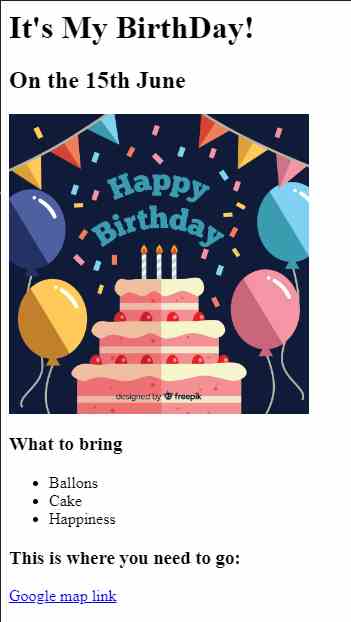 It's My BirthDay!
On the 15th June
Happy
Birthday
designed by freepik
What to bring
Ballons
Cake
Happiness
This is where you need to go:
Google map link